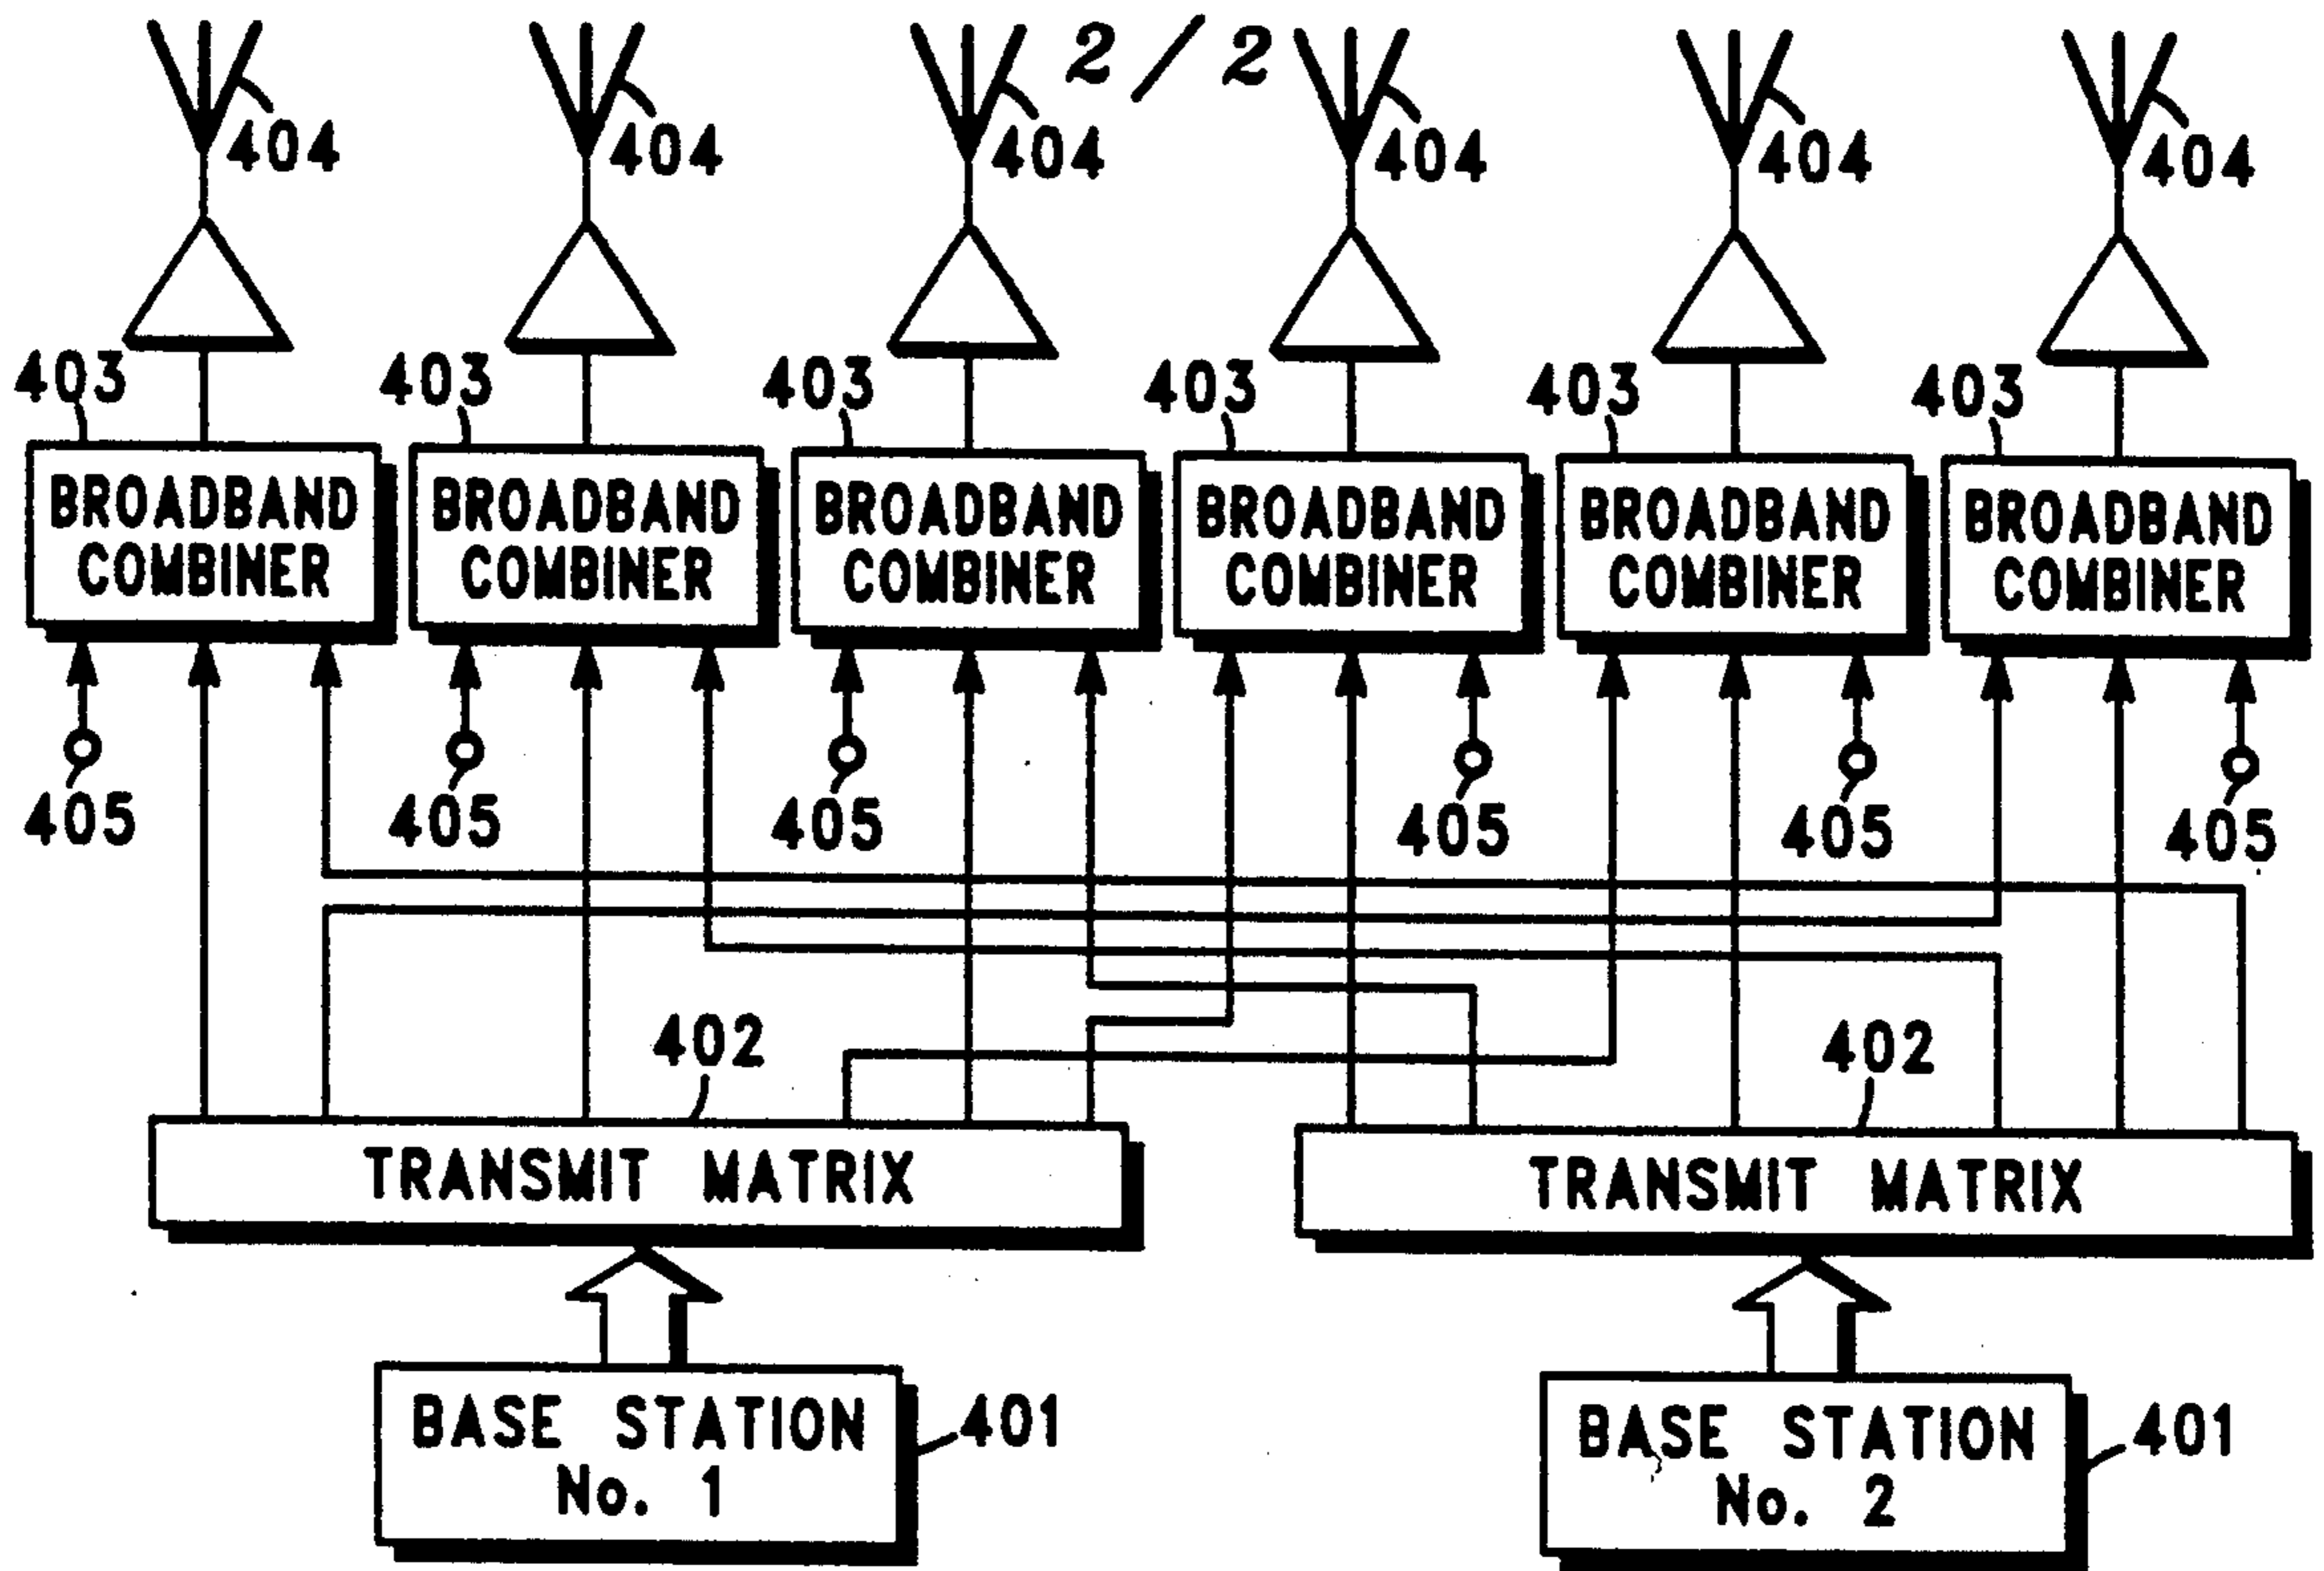 2/2
404 404 404 404 404 404
403 403 403 403 403 403
BROADBAND COMBINER
BROADBAND COMBINER
BROADBAND COMBINER
BROADBAND COMBINER
BROADBAND COMBINER
BROADBAND COMBINER
405 405 405 405 405 405
402 402
TRANSMIT MATRIX
TRANSMIT MATRIX
BASE STATION
No. 1
401
BASE STATION
No. 2
401